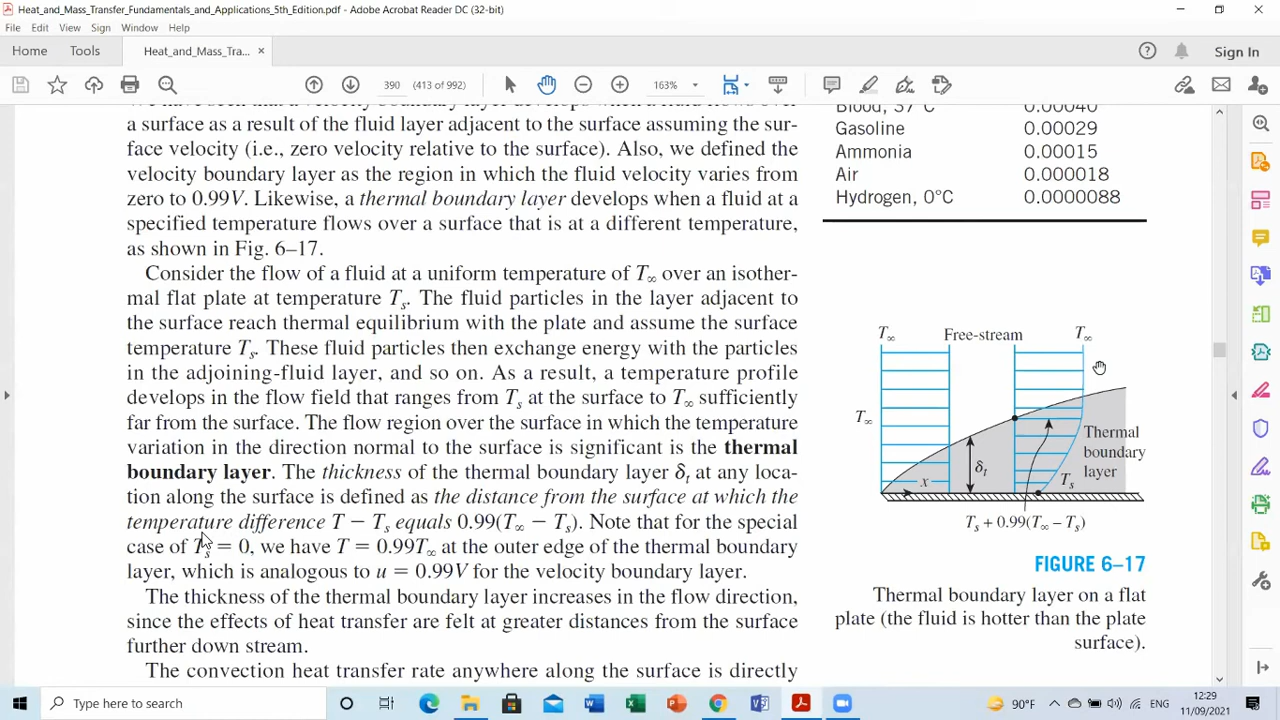 Heat_and_Mass_Transfer_Fundamentals_and_Applications_5th_Edition.pdf - Adobe Acrobat Reader DC (32-bit)
File Edit View Sign Window Help
Home Tools Heat_and_Mass_Tra... × Sign In
390 (413 of 992) 163%
We have seen that a velocity boundary layer develops when a fluid flows over
a surface as a result of the fluid layer adjacent to the surface assuming the sur-
face velocity (i.e., zero velocity relative to the surface). Also, we defined the
velocity boundary layer as the region in which the fluid velocity varies from
zero to 0.99V. Likewise, a thermal boundary layer develops when a fluid at a
specified temperature flows over a surface that is at a different temperature,
as shown in Fig. 6–17.
Consider the flow of a fluid at a uniform temperature of T∞ over an isother-
mal flat plate at temperature Ts. The fluid particles in the layer adjacent to
the surface reach thermal equilibrium with the plate and assume the surface
temperature Ts. These fluid particles then exchange energy with the particles
in the adjoining-fluid layer, and so on. As a result, a temperature profile
develops in the flow field that ranges from Ts at the surface to T∞ sufficiently
far from the surface. The flow region over the surface in which the temperature
variation in the direction normal to the surface is significant is the thermal
boundary layer. The thickness of the thermal boundary layer δt at any loca-
tion along the surface is defined as the distance from the surface at which the
temperature difference T − Ts equals 0.99(T∞ − Ts). Note that for the special
case of Ts = 0, we have T = 0.99T∞ at the outer edge of the thermal boundary
layer, which is analogous to u = 0.99V for the velocity boundary layer.
The thickness of the thermal boundary layer increases in the flow direction,
since the effects of heat transfer are felt at greater distances from the surface
further down stream.
The convection heat transfer rate anywhere along the surface is directly
Blood, 37°C 0.00040
Gasoline 0.00029
Ammonia 0.00015
Air 0.000018
Hydrogen, 0°C 0.0000088
T∞ Free-stream T∞
T∞
Thermal
boundary
layer
δt
x
Ts
Ts + 0.99(T∞ − Ts)
FIGURE 6–17
Thermal boundary layer on a flat
plate (the fluid is hotter than the plate
surface).
Type here to search
90°F ENG
12:29
11/09/2021